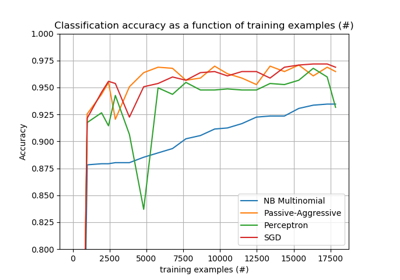 Classification accuracy as a function of training examples (#)
1.000
0.975
0.950
0.925
0.900
0.875
0.850
0.825
0.800
Accuracy
NB Multinomial
Passive-Aggressive
Perceptron
SGD
0 2500 5000 7500 10000 12500 15000 17500
training examples (#)